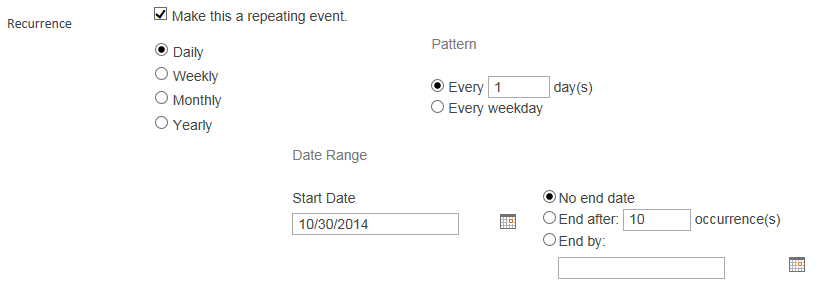 Recurrence
Make this a repeating event.
Daily
Weekly
Monthly
Yearly
Pattern
Every 1 day(s)
Every weekday
Date Range
Start Date
10/30/2014
No end date
End after: 10 occurrence(s)
End by: